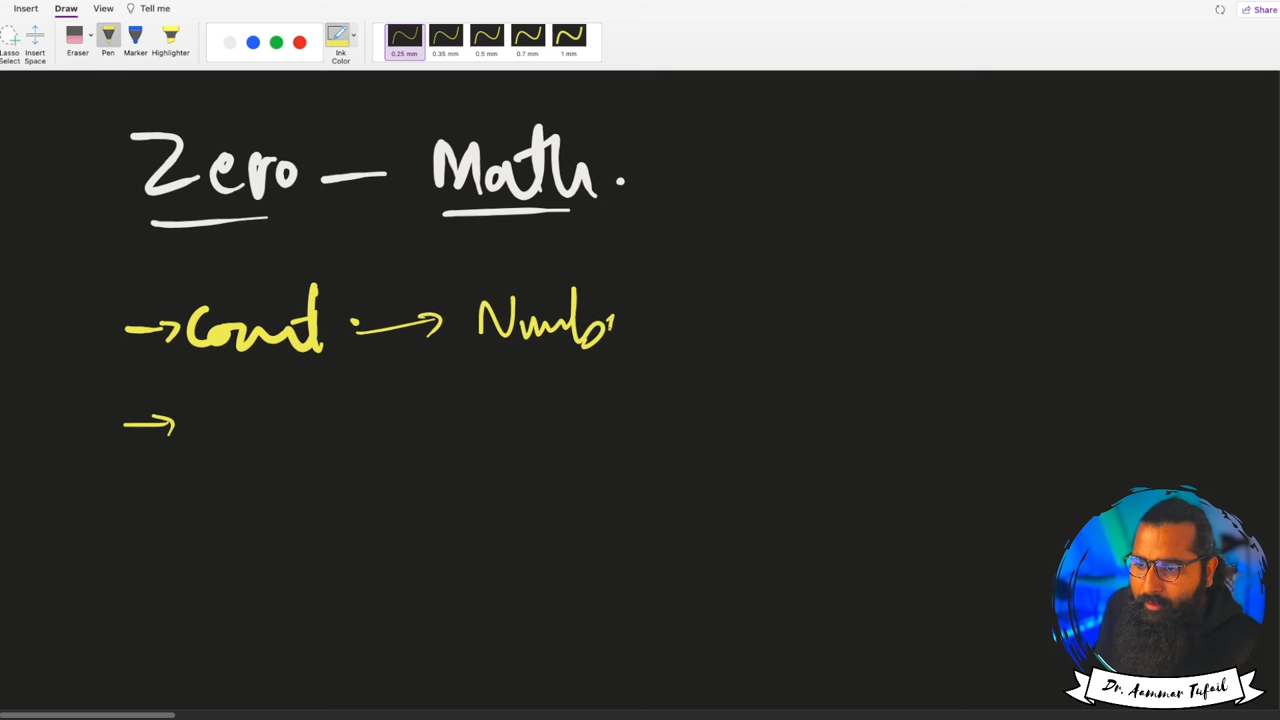 Insert Draw View Tell me
Share
Lasso Select
Insert Space
Eraser
Pen
Marker
Highlighter
Ink Color
0.25 mm 0.35 mm 0.5 mm 0.7 mm 1 mm
Zero — Math.
→ Count. → Numb
→
Dr. Aammar Tufail